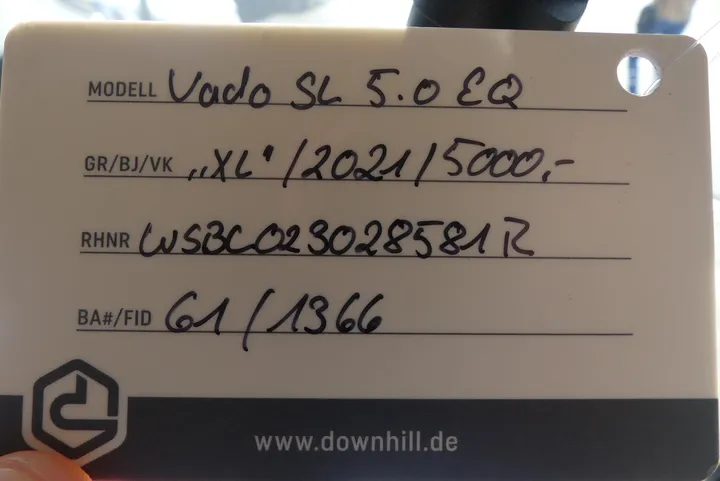 MODELL Vado SL 5.0 EQ
GR/BJ/VK „XL“/2021/5000,-
RHNR WSBC023028581R
BA#/FID G1/1366
www.downhill.de